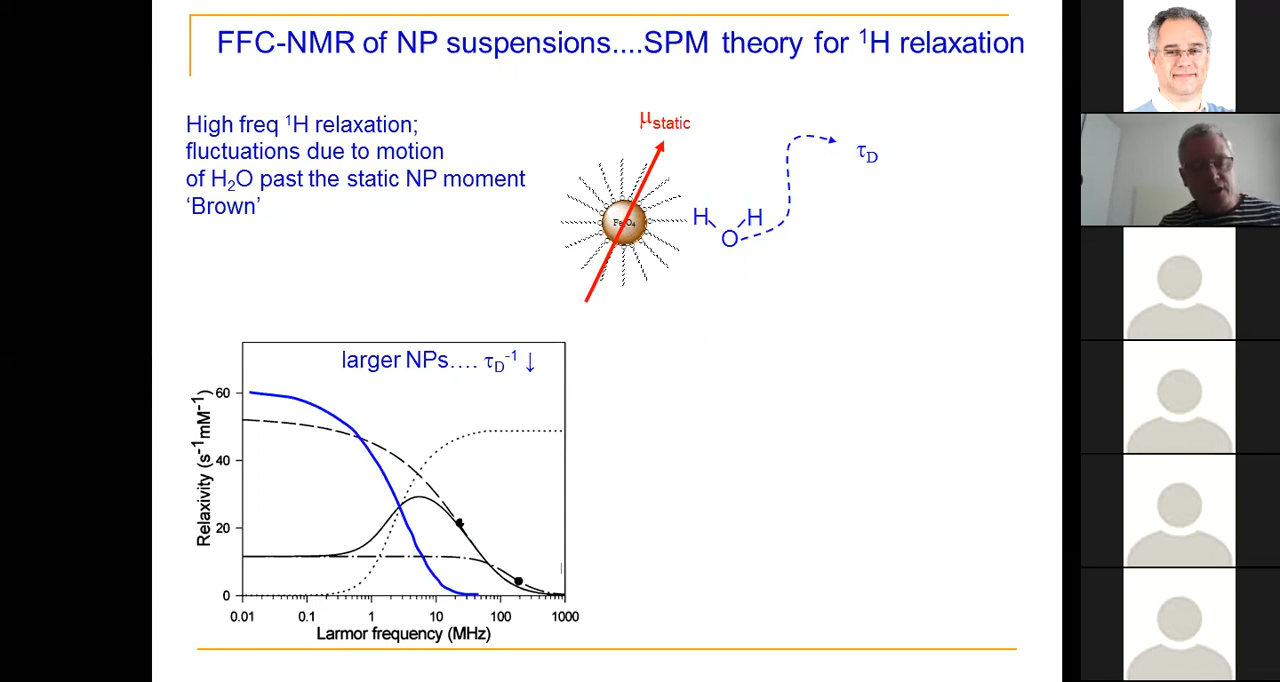 FFC-NMR of NP suspensions....SPM theory for ¹H relaxation
High freq ¹H relaxation;
fluctuations due to motion
of H₂O past the static NP moment
‘Brown’
μstatic
Fe₃O₄
H H
O
τD
larger NPs.... τD⁻¹ ↓
Relaxivity (s⁻¹mM⁻¹)
60
40
20
0
0.01 0.1 1 10 100 1000
Larmor frequency (MHz)